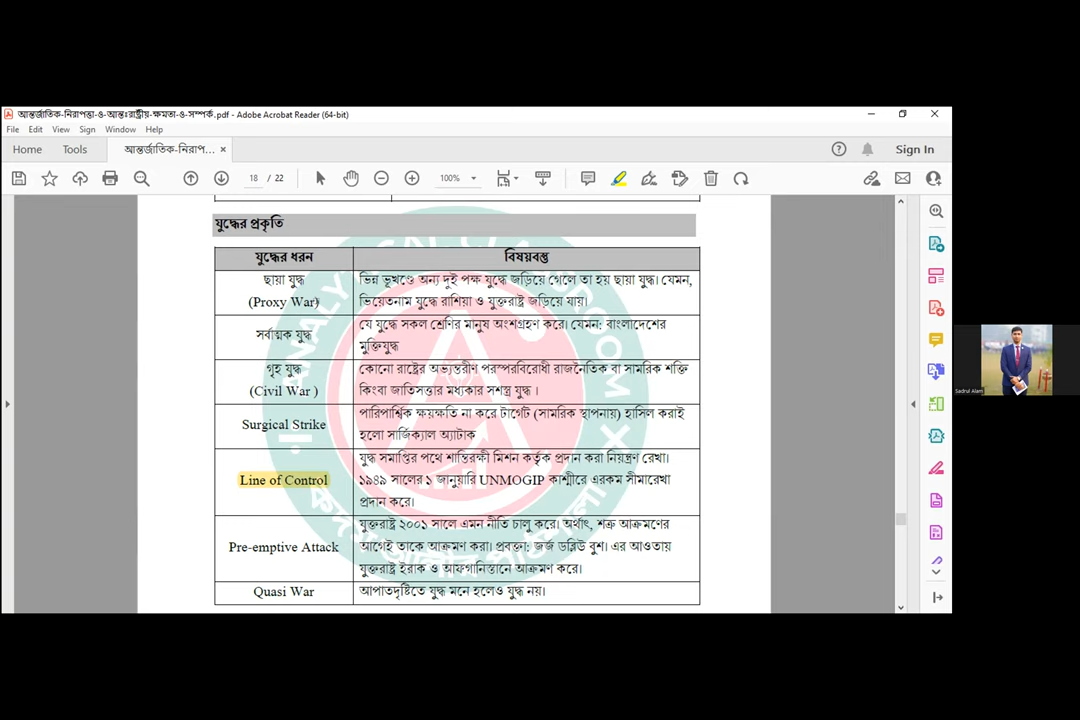 আন্তর্জাতিক-নিরাপত্তা-ও-আন্তঃরাষ্ট্রীয়-ক্ষমতা-ও-সম্পর্ক.pdf - Adobe Acrobat Reader (64-bit)
File Edit View Sign Window Help
Home Tools আন্তর্জাতিক-নিরাপ... × Sign In
18 / 22 100%
যুদ্ধের প্রকৃতি
যুদ্ধের ধরন বিষয়বস্তু
ছায়া যুদ্ধ
(Proxy War)
ভিন্ন ভূখণ্ডে অন্য দুই পক্ষ যুদ্ধে জড়িয়ে গেলে তা হয় ছায়া যুদ্ধ। যেমন,
ভিয়েতনাম যুদ্ধে রাশিয়া ও যুক্তরাষ্ট্র জড়িয়ে যায়।
সর্বাত্মক যুদ্ধ
যে যুদ্ধে সকল শ্রেণির মানুষ অংশগ্রহণ করে। যেমন: বাংলাদেশের
মুক্তিযুদ্ধ
গৃহ যুদ্ধ
(Civil War )
কোনো রাষ্ট্রের অভ্যন্তরীণ পরস্পরবিরোধী রাজনৈতিক বা সামরিক শক্তি
কিংবা জাতিসত্তার মধ্যকার সশস্ত্র যুদ্ধ ।
Surgical Strike
পারিপার্শ্বিক ক্ষয়ক্ষতি না করে টার্গেট (সামরিক স্থাপনায়) হাসিল করাই
হলো সার্জিক্যাল অ্যাটাক
Line of Control
যুদ্ধ সমাপ্তির পথে শান্তিরক্ষী মিশন কর্তৃক প্রদান করা নিয়ন্ত্রণ রেখা।
১৯৪৯ সালের ১ জানুয়ারি UNMOGIP কাশ্মীরে এরকম সীমারেখা
প্রদান করে।
Pre-emptive Attack
যুক্তরাষ্ট্র ২০০১ সালে এমন নীতি চালু করে। অর্থাৎ, শত্রু আক্রমণের
আগেই তাকে আক্রমণ করা। প্রবক্তা: জর্জ ডব্লিউ বুশ। এর আওতায়
যুক্তরাষ্ট্র ইরাক ও আফগানিস্তানে আক্রমণ করে।
Quasi War
আপাতদৃষ্টিতে যুদ্ধ মনে হলেও যুদ্ধ নয়।
Sadrul Alam